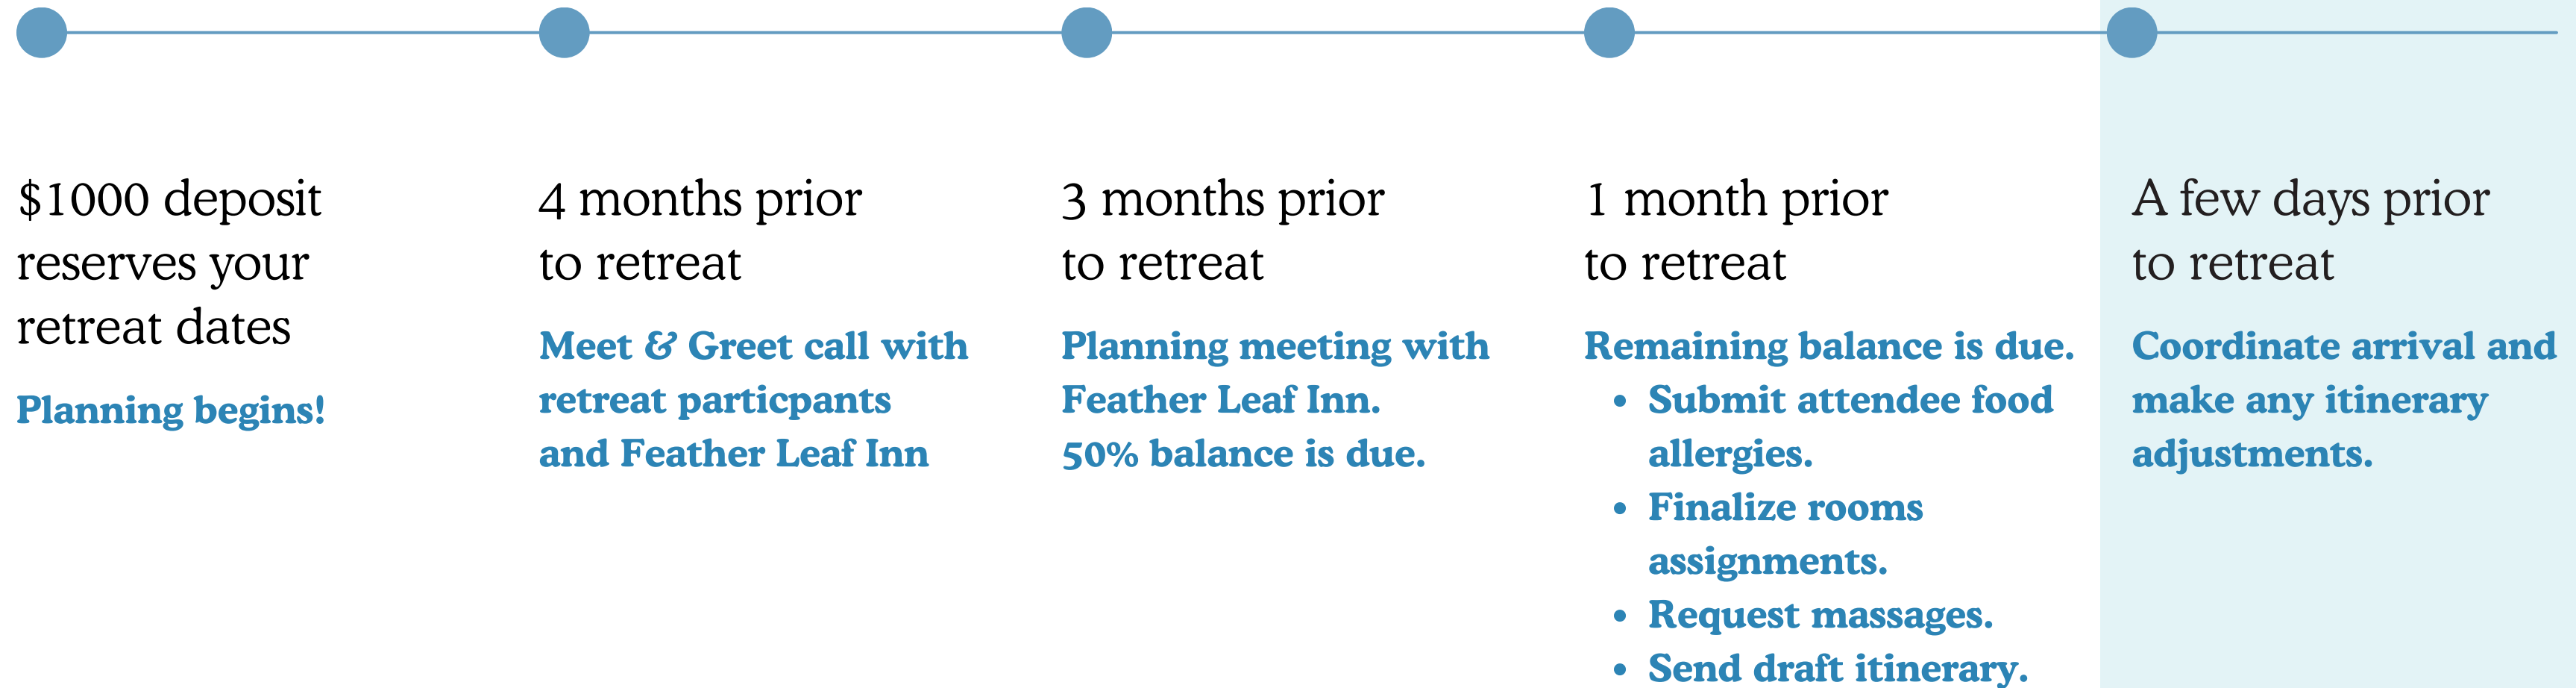 $1000 deposit
reserves your
retreat dates
Planning begins!
4 months prior
to retreat
Meet & Greet call with
retreat particpants
and Feather Leaf Inn
3 months prior
to retreat
Planning meeting with
Feather Leaf Inn.
50% balance is due.
1 month prior
to retreat
Remaining balance is due.
• Submit attendee food
allergies.
• Finalize rooms
assignments.
• Request massages.
• Send draft itinerary.
A few days prior
to retreat
Coordinate arrival and
make any itinerary
adjustments.